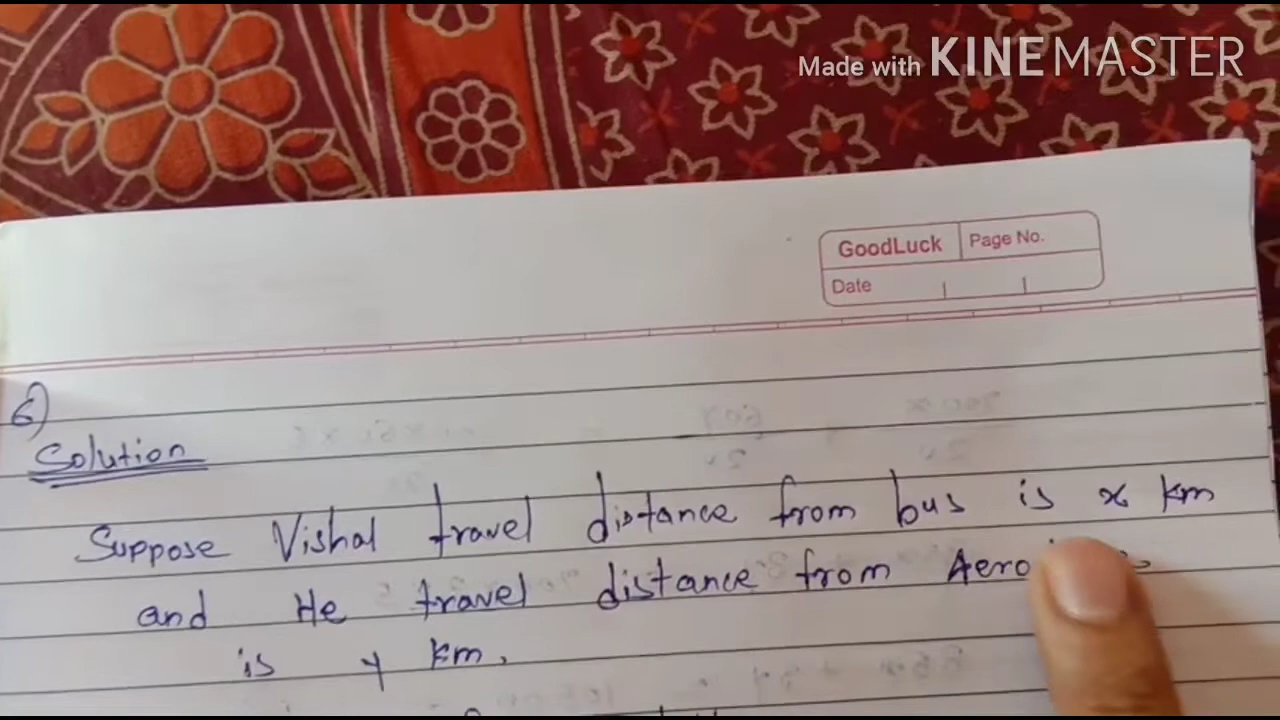 Made with KINEMASTER
GoodLuck Page No.
Date
6)
Solution
Suppose Vishal travel distance from bus is x km
and He travel distance from
is y km.